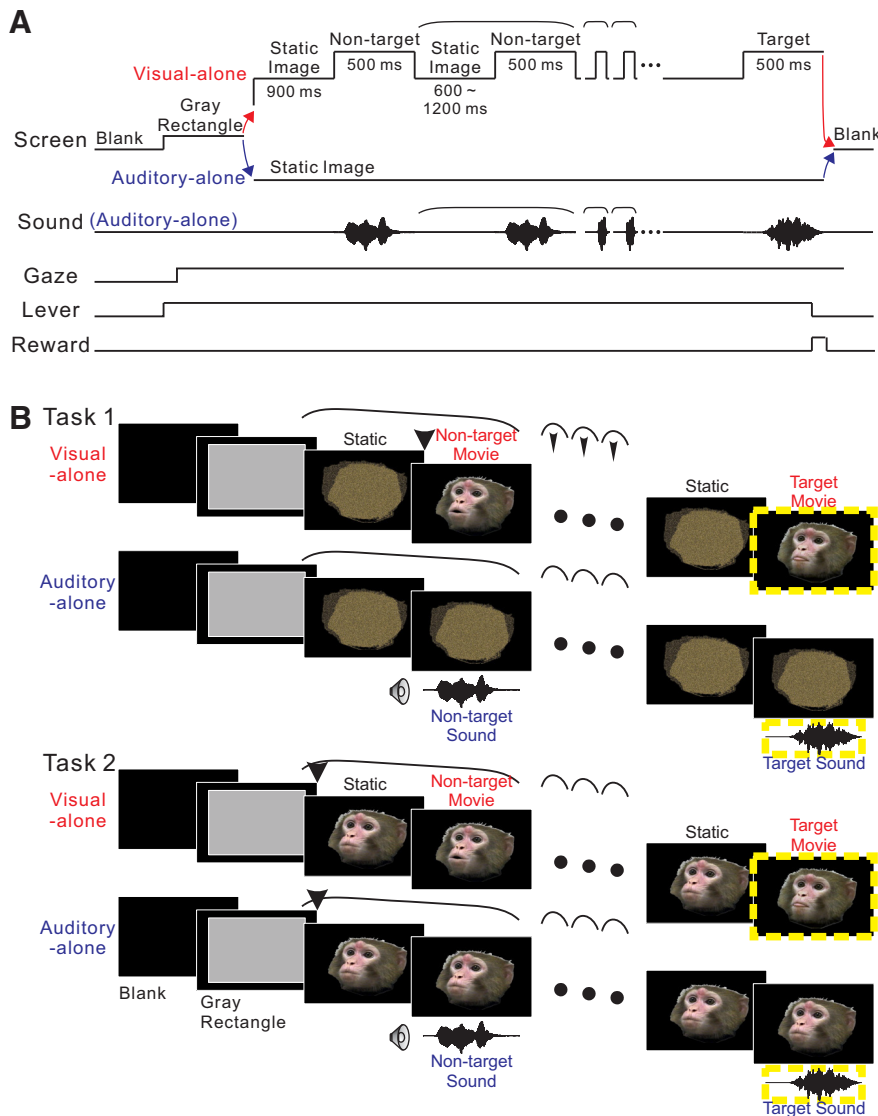 A
Static
Image
Non-target
Static
Image
Non-target
Target
Visual-alone
500 ms
500 ms
500 ms
900 ms
600 ~
1200 ms
Gray
Rectangle
Screen
Blank
Blank
Static Image
Auditory-alone
Sound
(Auditory-alone)
Gaze
Lever
Reward
B
Task 1
Visual
-alone
Static
Non-target
Movie
Static
Target
Movie
Auditory
-alone
Non-target
Sound
Target Sound
Task 2
Visual
-alone
Static
Non-target
Movie
Static
Target
Movie
Auditory
-alone
Blank
Gray
Rectangle
Non-target
Sound
Target Sound